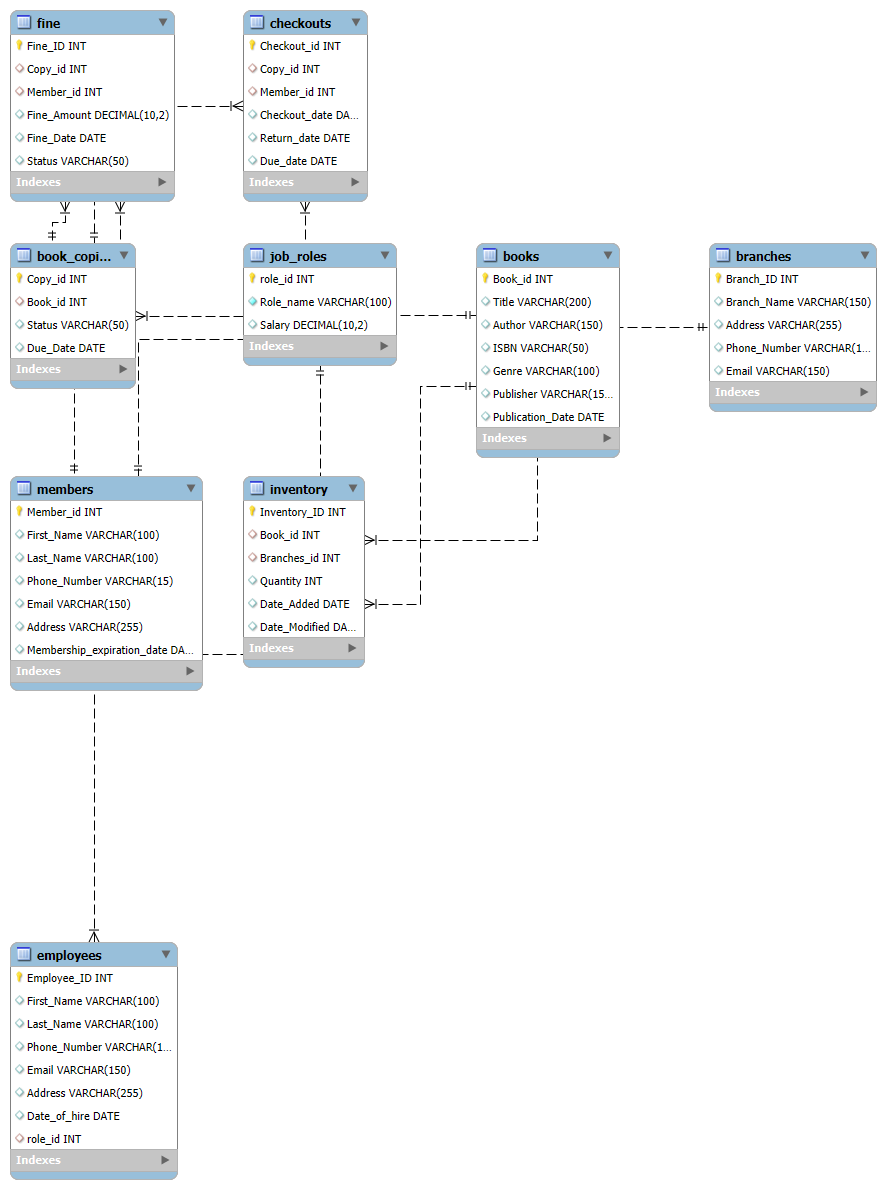 fine
Fine_ID INT
Copy_id INT
Member_id INT
Fine_Amount DECIMAL(10,2)
Fine_Date DATE
Status VARCHAR(50)
Indexes
checkouts
Checkout_id INT
Copy_id INT
Member_id INT
Checkout_date DA...
Return_date DATE
Due_date DATE
Indexes
book_copi...
Copy_id INT
Book_id INT
Status VARCHAR(50)
Due_Date DATE
Indexes
job_roles
role_id INT
Role_name VARCHAR(100)
Salary DECIMAL(10,2)
Indexes
books
Book_id INT
Title VARCHAR(200)
Author VARCHAR(150)
ISBN VARCHAR(50)
Genre VARCHAR(100)
Publisher VARCHAR(15...
Publication_Date DATE
Indexes
branches
Branch_ID INT
Branch_Name VARCHAR(150)
Address VARCHAR(255)
Phone_Number VARCHAR(1...
Email VARCHAR(150)
Indexes
members
Member_id INT
First_Name VARCHAR(100)
Last_Name VARCHAR(100)
Phone_Number VARCHAR(15)
Email VARCHAR(150)
Address VARCHAR(255)
Membership_expiration_date DA...
Indexes
inventory
Inventory_ID INT
Book_id INT
Branches_id INT
Quantity INT
Date_Added DATE
Date_Modified DA...
Indexes
employees
Employee_ID INT
First_Name VARCHAR(100)
Last_Name VARCHAR(100)
Phone_Number VARCHAR(1...
Email VARCHAR(150)
Address VARCHAR(255)
Date_of_hire DATE
role_id INT
Indexes